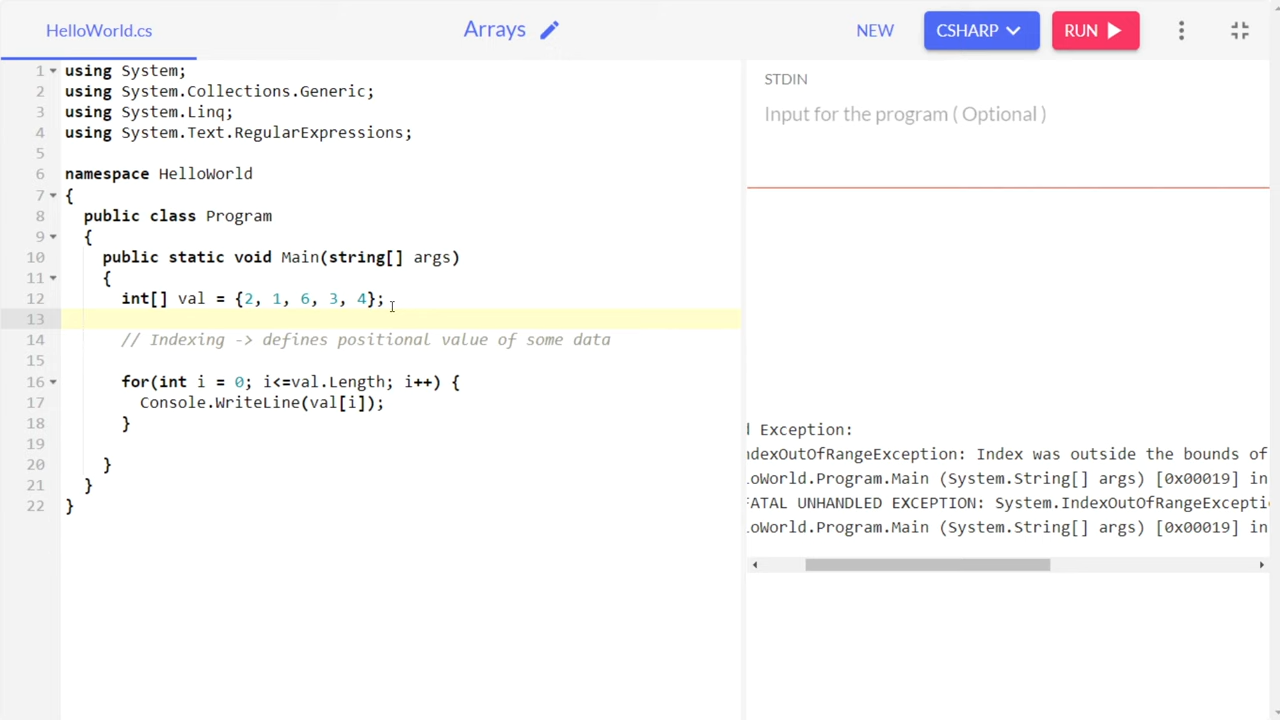 HelloWorld.cs
Arrays
NEW
CSHARP
RUN
1 using System;
2 using System.Collections.Generic;
3 using System.Linq;
4 using System.Text.RegularExpressions;
5
6 namespace HelloWorld
7 {
8 public class Program
9 {
10 public static void Main(string[] args)
11 {
12 int[] val = {2, 1, 6, 3, 4};
13
14 // Indexing -> defines positional value of some data
15
16 for(int i = 0; i<=val.Length; i++) {
17 Console.WriteLine(val[i]);
18 }
19
20 }
21 }
22 }
STDIN
Input for the program ( Optional )
d Exception:
ndexOutOfRangeException: Index was outside the bounds of
loWorld.Program.Main (System.String[] args) [0x00019] in
FATAL UNHANDLED EXCEPTION: System.IndexOutOfRangeExcepti
loWorld.Program.Main (System.String[] args) [0x00019] in